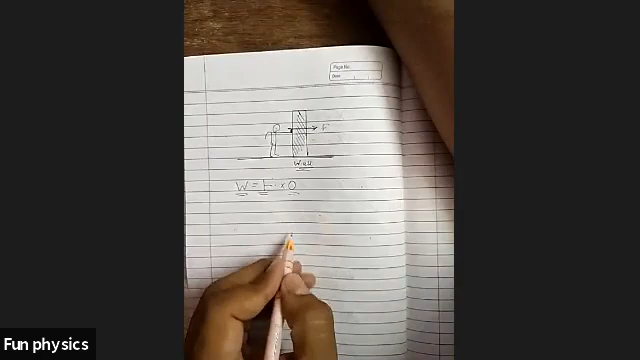 Page No.
Date
F
Wall
W = F × 0
Fun physics